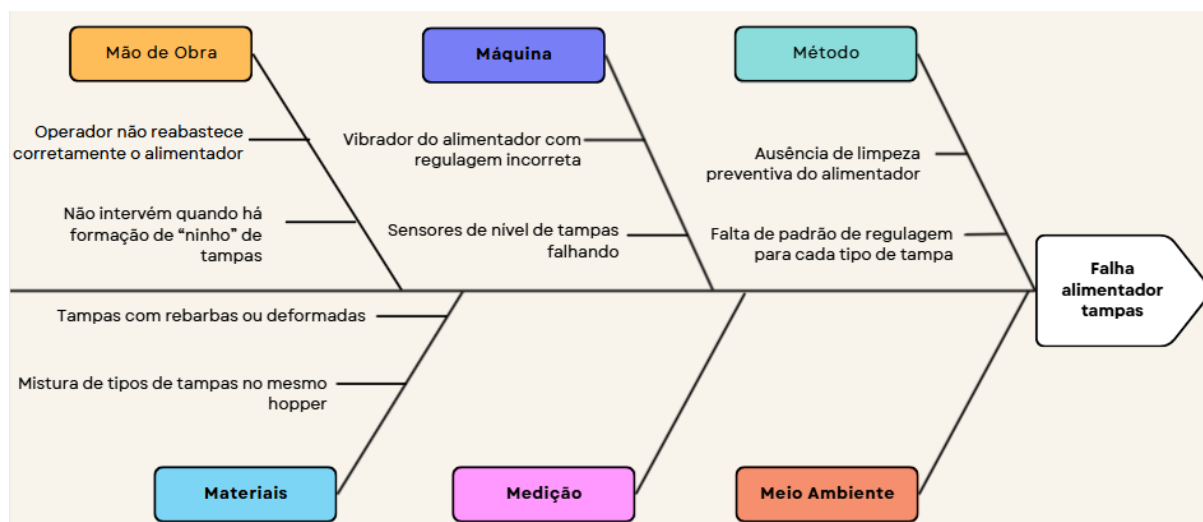 Mão de Obra
Máquina
Método
Operador não reabastece
corretamente o alimentador
Vibrador do alimentador com
regulagem incorreta
Ausência de limpeza
preventiva do alimentador
Não intervém quando há
formação de “ninho” de
tampas
Sensores de nível de tampas
falhando
Falta de padrão de regulagem
para cada tipo de tampa
Falha
alimentador
tampas
Tampas com rebarbas ou deformadas
Mistura de tipos de tampas no mesmo
hopper
Materiais
Medição
Meio Ambiente